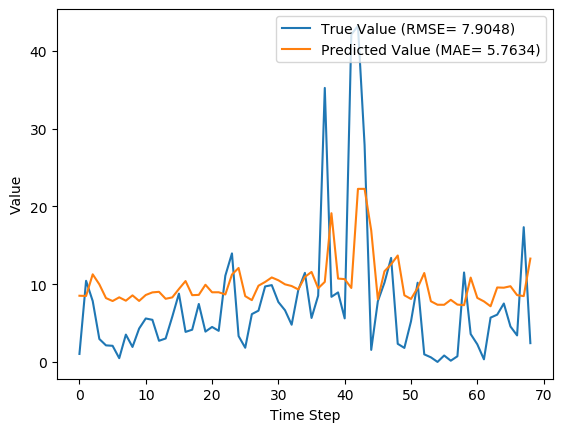 True Value (RMSE= 7.9048)
Predicted Value (MAE= 5.7634)
Value
40
30
20
10
0
0 10 20 30 40 50 60 70
Time Step